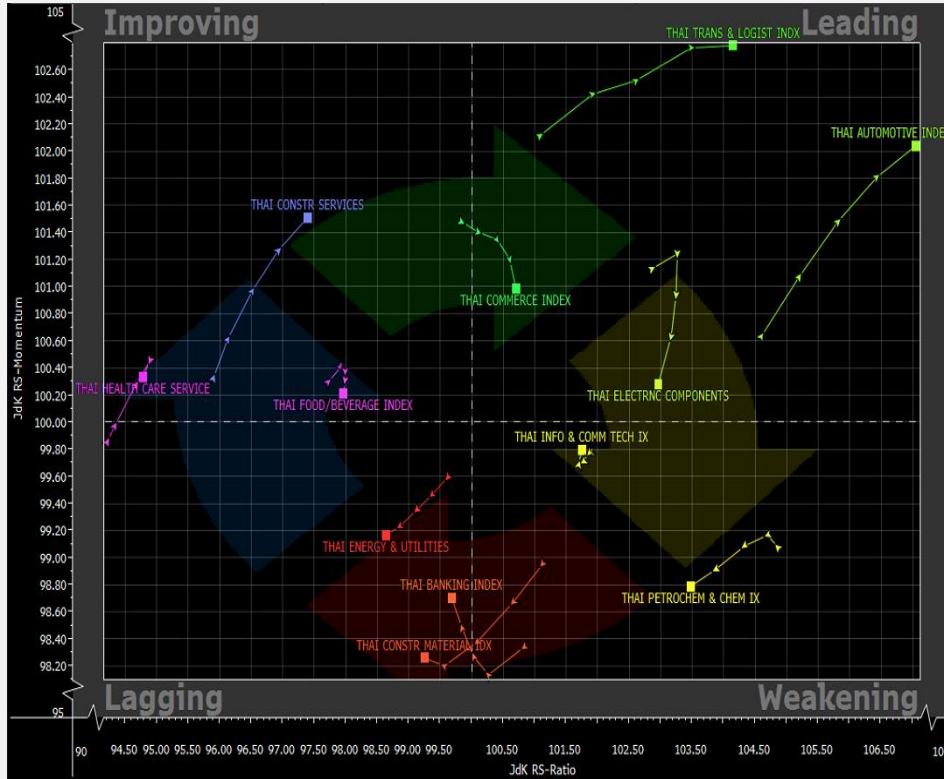 105
Improving
Leading
THAI TRANS & LOGIST INDX
102.60
102.40
102.20
THAI AUTOMOTIVE INDE
102.00
101.80
THAI CONSTR SERVICES
101.60
101.40
101.20
101.00
THAI COMMERCE INDEX
100.80
100.60
100.40
THAI HEALTH CARE SERVICE
THAI ELECTRNC COMPONENTS
100.20
THAI FOOD/BEVERAGE INDEX
100.00
THAI INFO & COMM TECH IX
99.80
99.60
99.40
99.20
THAI ENERGY & UTILITIES
99.00
98.80
THAI BANKING INDEX
THAI PETROCHEM & CHEM IX
98.60
98.40
THAI CONSTR MATERIAL IDX
98.20
JdK RS-Momentum
Lagging
Weakening
95
90 94.50 95.00 95.50 96.00 96.50 97.00 97.50 98.00 98.50 99.00 99.50 100.50 101.50 102.50 103.50 104.50 105.50 106.50 10
JdK RS-Ratio